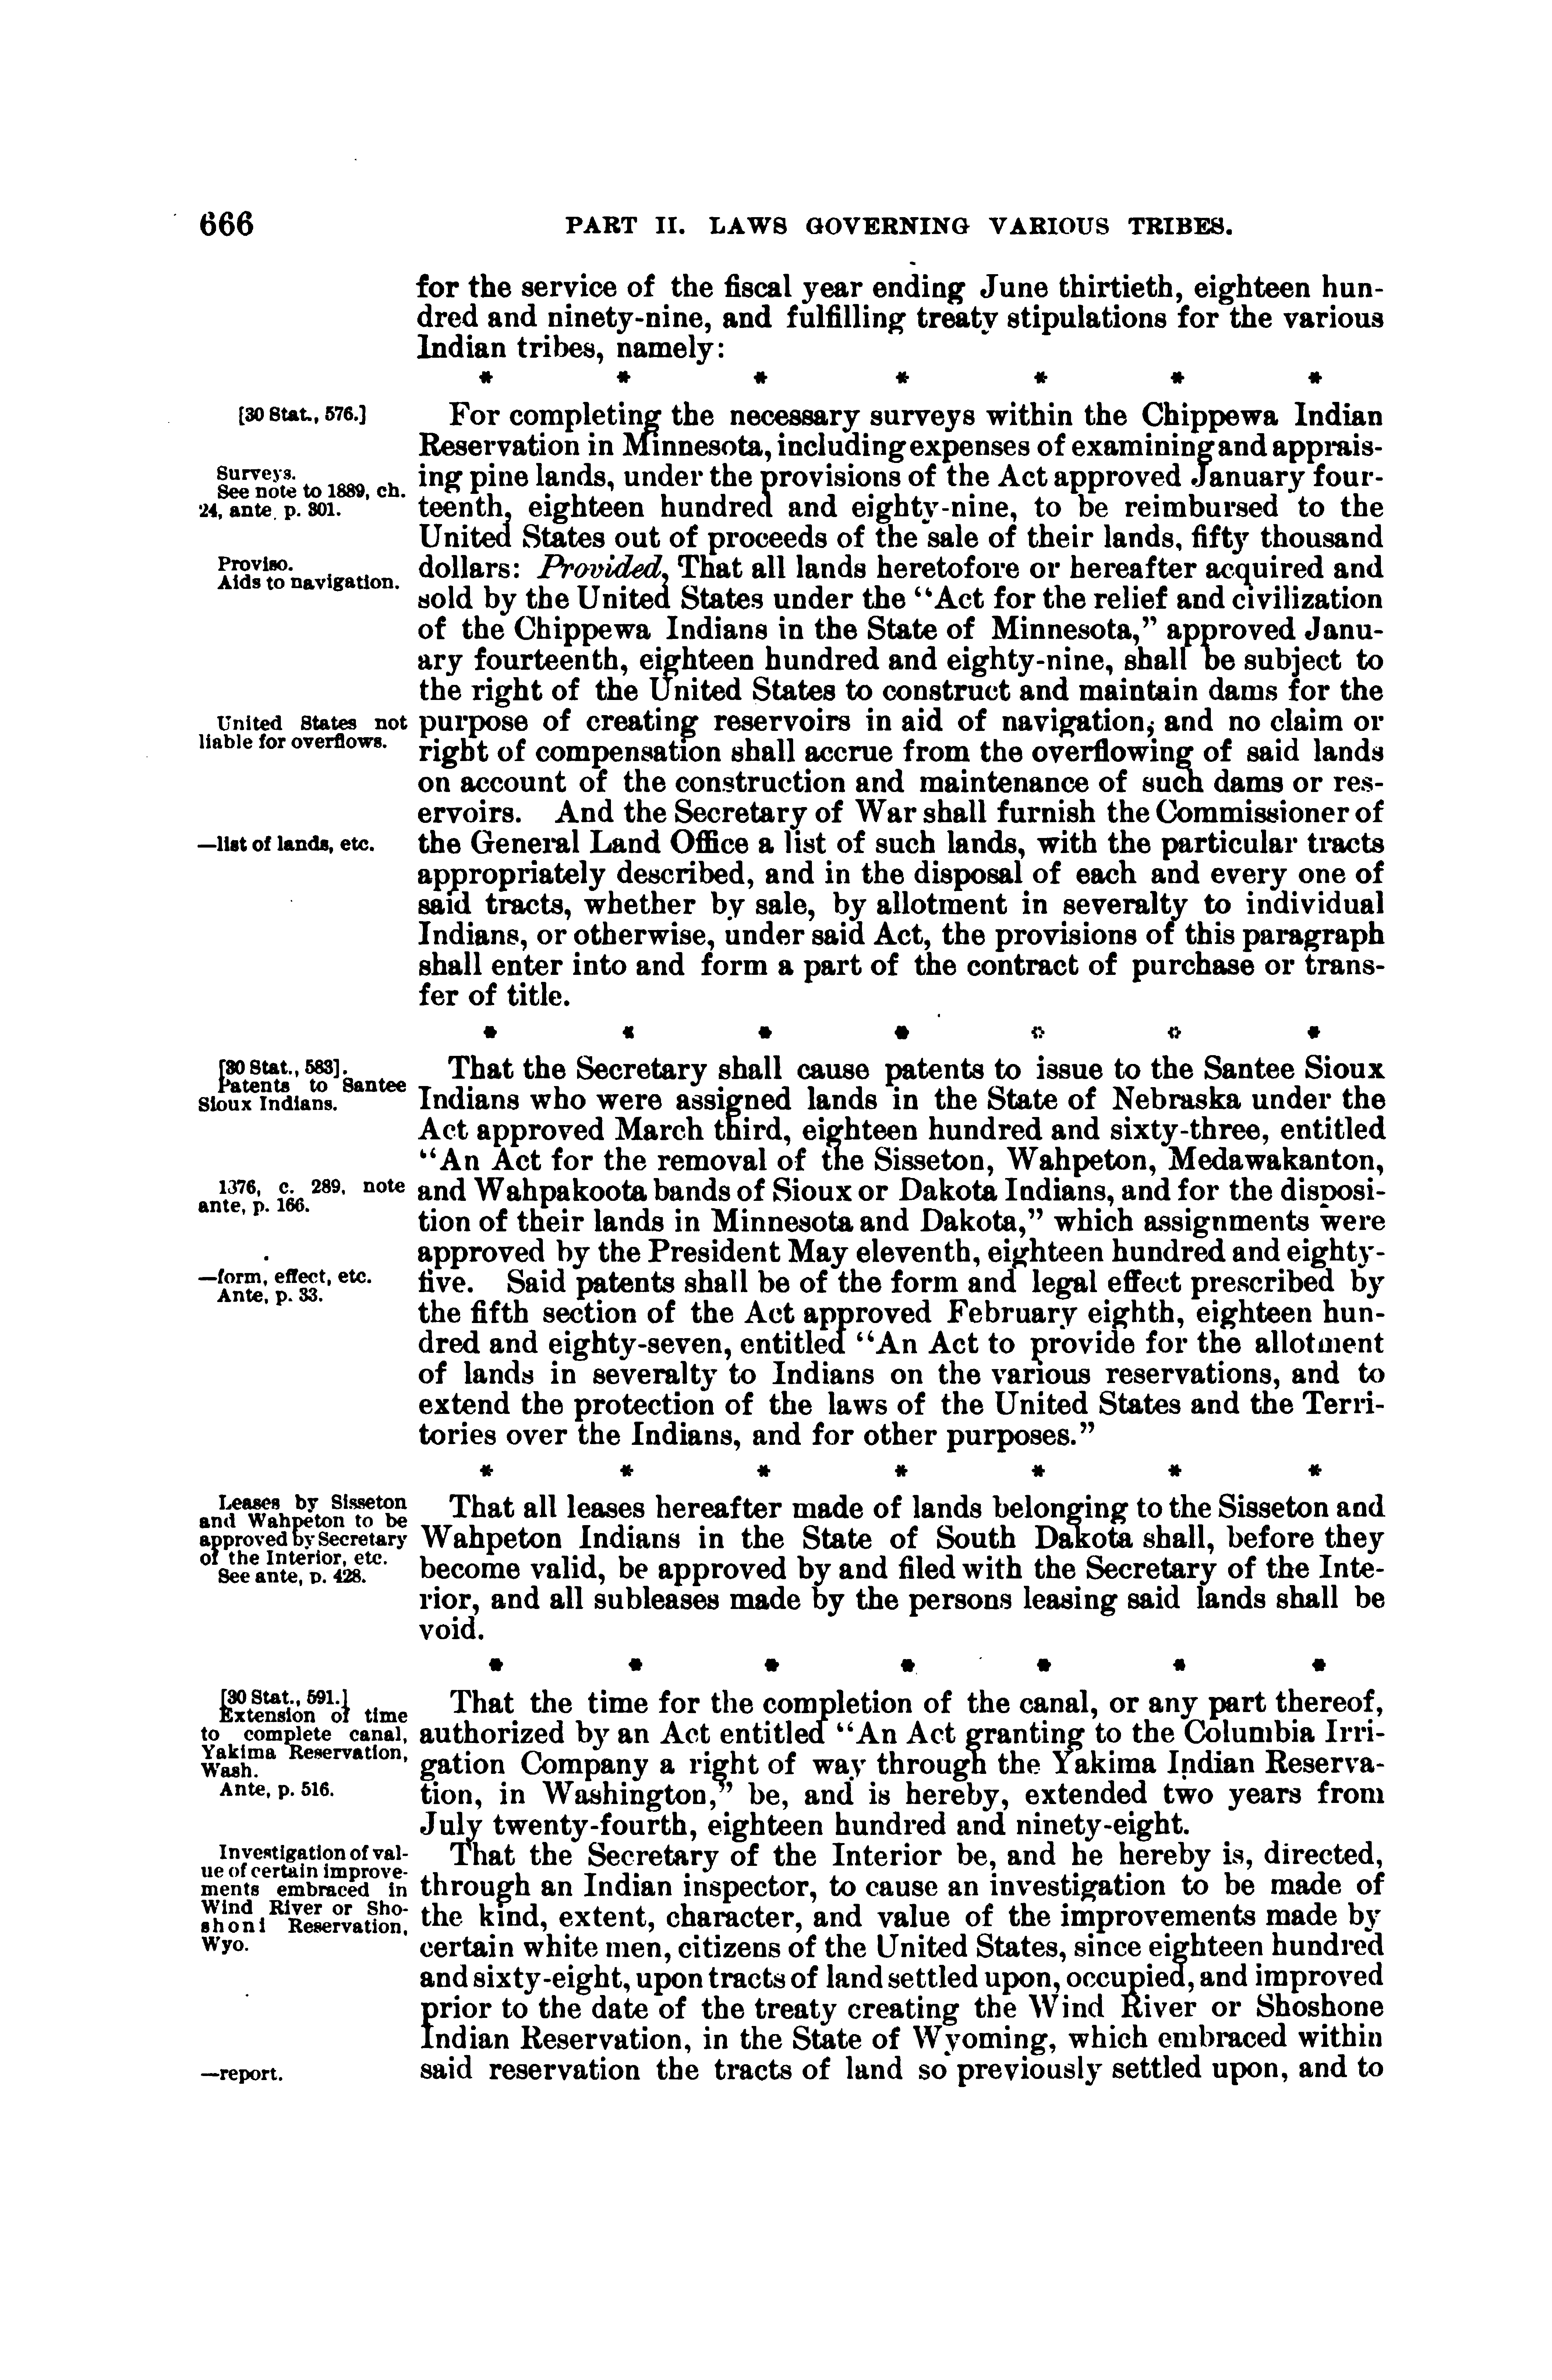 666 PART II. LAWS GOVERNING VARIOUS TRIBES.
for the service of the fiscal year ending June thirtieth, eighteen hun-
dred and ninety-nine, and fulfilling treaty stipulations for the various
Indian tribes, namely:
* * * * * * *
[30 Stat., 576.]
For completing the necessary surveys within the Chippewa Indian
Reservation in Minnesota, including expenses of examining and apprais-
Surveys.
See note to 1889, ch.
24, ante. p. 301.
ing pine lands, under the provisions of the Act approved January four-
teenth, eighteen hundred and eighty-nine, to be reimbursed to the
United States out of proceeds of the sale of their lands, fifty thousand
Proviso.
Aids to navigation.
dollars: Provided, That all lands heretofore or hereafter acquired and
sold by the United States under the "Act for the relief and civilization
of the Chippewa Indians in the State of Minnesota," approved Janu-
ary fourteenth, eighteen hundred and eighty-nine, shall be subject to
the right of the United States to construct and maintain dams for the
United States not
liable for overflows.
purpose of creating reservoirs in aid of navigation, and no claim or
right of compensation shall accrue from the overflowing of said lands
on account of the construction and maintenance of such dams or res-
ervoirs. And the Secretary of War shall furnish the Commissioner of
—list of lands, etc.
the General Land Office a list of such lands, with the particular tracts
appropriately described, and in the disposal of each and every one of
said tracts, whether by sale, by allotment in severalty to individual
Indians, or otherwise, under said Act, the provisions of this paragraph
shall enter into and form a part of the contract of purchase or trans-
fer of title.
* * * * * * *
[30 Stat., 583].
Patents to Santee
Sioux Indians.
That the Secretary shall cause patents to issue to the Santee Sioux
Indians who were assigned lands in the State of Nebraska under the
Act approved March third, eighteen hundred and sixty-three, entitled
"An Act for the removal of the Sisseton, Wahpeton, Medawakanton,
1376, c. 289, note
ante, p. 166.
and Wahpakoota bands of Sioux or Dakota Indians, and for the disposi-
tion of their lands in Minnesota and Dakota," which assignments were
approved by the President May eleventh, eighteen hundred and eighty-
—form, effect, etc.
Ante, p. 33.
five. Said patents shall be of the form and legal effect prescribed by
the fifth section of the Act approved February eighth, eighteen hun-
dred and eighty-seven, entitled "An Act to provide for the allotment
of lands in severalty to Indians on the various reservations, and to
extend the protection of the laws of the United States and the Terri-
tories over the Indians, and for other purposes."
* * * * * * *
Leases by Sisseton
and Wahpeton to be
approved by Secretary
of the Interior, etc.
See ante, p. 428.
That all leases hereafter made of lands belonging to the Sisseton and
Wahpeton Indians in the State of South Dakota shall, before they
become valid, be approved by and filed with the Secretary of the Inte-
rior, and all subleases made by the persons leasing said lands shall be
void.
* * * * * * *
[30 Stat., 591.]
Extension of time
to complete canal,
Yakima Reservation,
Wash.
Ante, p. 516.
That the time for the completion of the canal, or any part thereof,
authorized by an Act entitled "An Act granting to the Columbia Irri-
gation Company a right of way through the Yakima Indian Reserva-
tion, in Washington," be, and is hereby, extended two years from
July twenty-fourth, eighteen hundred and ninety-eight.
Investigation of val-
ue of certain improve-
ments embraced in
Wind River or Sho-
shoni Reservation,
Wyo.
That the Secretary of the Interior be, and he hereby is, directed,
through an Indian inspector, to cause an investigation to be made of
the kind, extent, character, and value of the improvements made by
certain white men, citizens of the United States, since eighteen hundred
and sixty-eight, upon tracts of land settled upon, occupied, and improved
prior to the date of the treaty creating the Wind River or Shoshone
Indian Reservation, in the State of Wyoming, which embraced within
—report.
said reservation the tracts of land so previously settled upon, and to